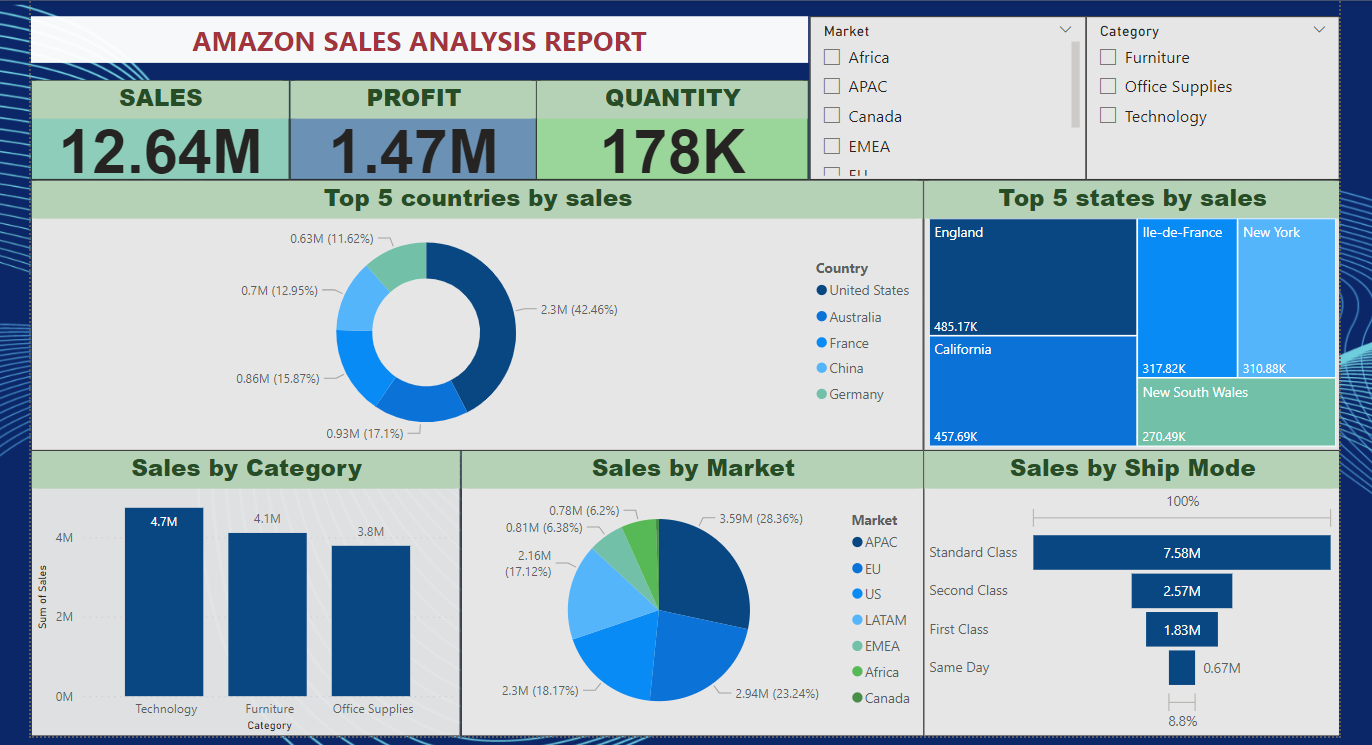 AMAZON SALES ANALYSIS REPORT
SALES
12.64M
PROFIT
1.47M
QUANTITY
178K
Market
Africa
APAC
Canada
EMEA
EU
Category
Furniture
Office Supplies
Technology
Top 5 countries by sales
0.63M (11.62%)
0.7M (12.95%)
2.3M (42.46%)
0.86M (15.87%)
0.93M (17.1%)
Country
United States
Australia
France
China
Germany
Top 5 states by sales
England
485.17K
California
457.69K
Ile-de-France
317.82K
New York
310.88K
New South Wales
270.49K
Sales by Category
Sum of Sales
4M
2M
0M
4.7M
4.1M
3.8M
Technology
Furniture
Office Supplies
Category
Sales by Market
0.78M (6.2%)
0.81M (6.38%)
2.16M
(17.12%)
3.59M (28.36%)
2.3M (18.17%)
2.94M (23.24%)
Market
APAC
EU
US
LATAM
EMEA
Africa
Canada
Sales by Ship Mode
100%
Standard Class
7.58M
Second Class
2.57M
First Class
1.83M
Same Day
0.67M
8.8%